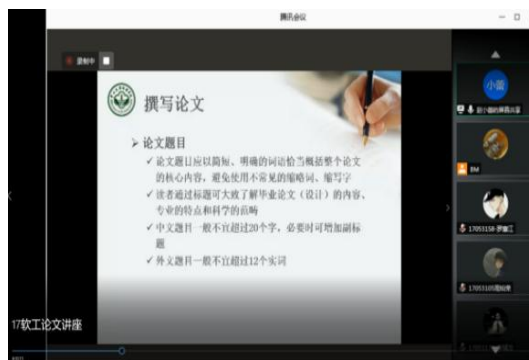 腾讯会议
录制中
小蕾
撰写论文
论文题目
论文题目应以简短、明确的词语恰当概括整个论文
的核心内容，避免使用不常见的缩略词、缩写字
读者通过标题可大致了解毕业论文（设计）的内容、
专业的特点和科学的范畴
中文题目一般不宜超过20个字，必要时可增加副标
题
外文题目一般不宜超过12个实词
BM
17软工论文讲座